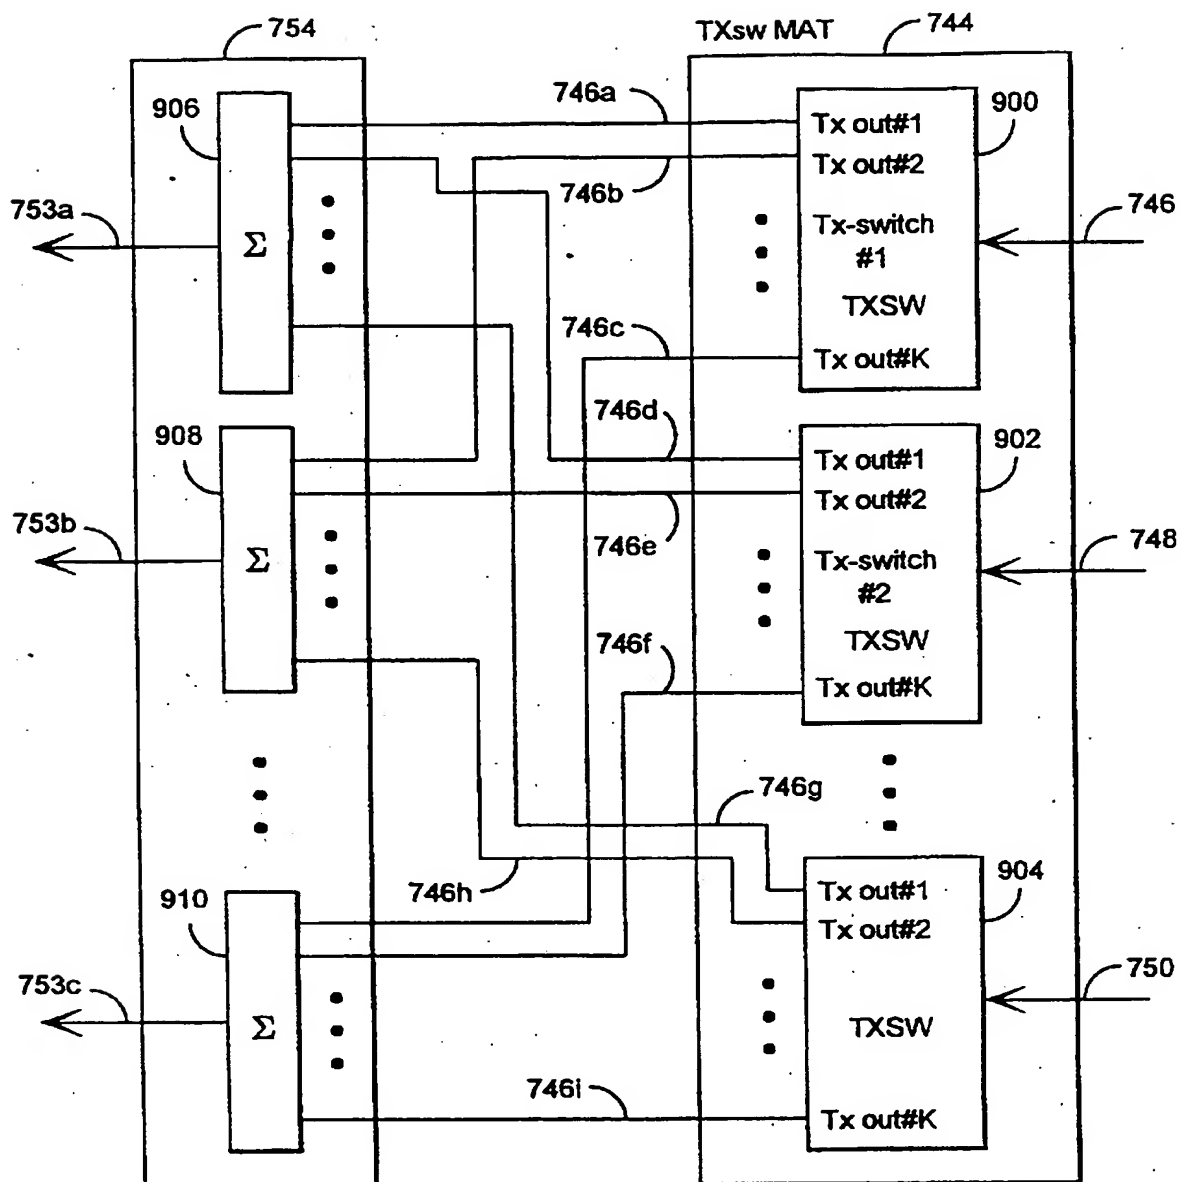 754
TXsw MAT
744
906
746a
900
Tx out#1
Tx out#2
746b
753a
Σ
Tx-switch
#1
TXSW
746
746c
Tx out#K
746d
908
902
Tx out#1
Tx out#2
746e
753b
Σ
Tx-switch
#2
TXSW
748
746f
Tx out#K
746g
746h
910
904
Tx out#1
Tx out#2
753c
Σ
TXSW
750
746i
Tx out#K